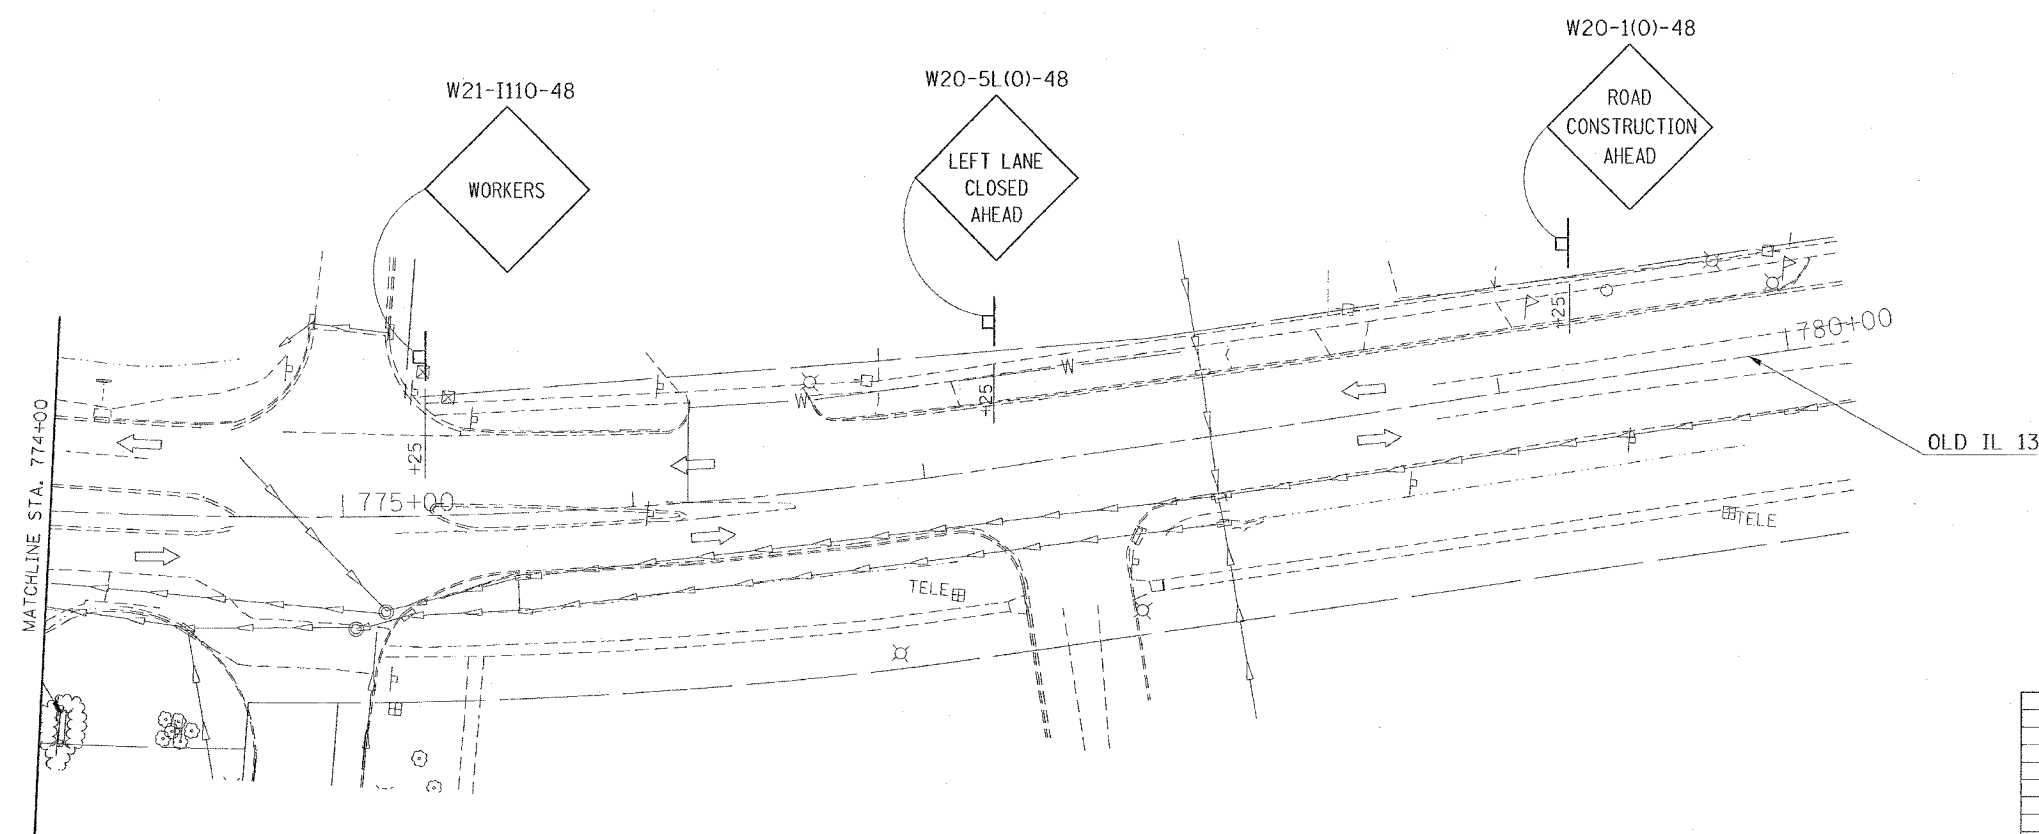 W20-1(O)-48
ROAD
CONSTRUCTION
AHEAD
W20-5L(O)-48
LEFT LANE
CLOSED
AHEAD
W21-I110-48
WORKERS
+25
+25
+25
780+00
W
W
OLD IL 13
MATCHLINE STA. 774+00
775+00
TELE
TELE